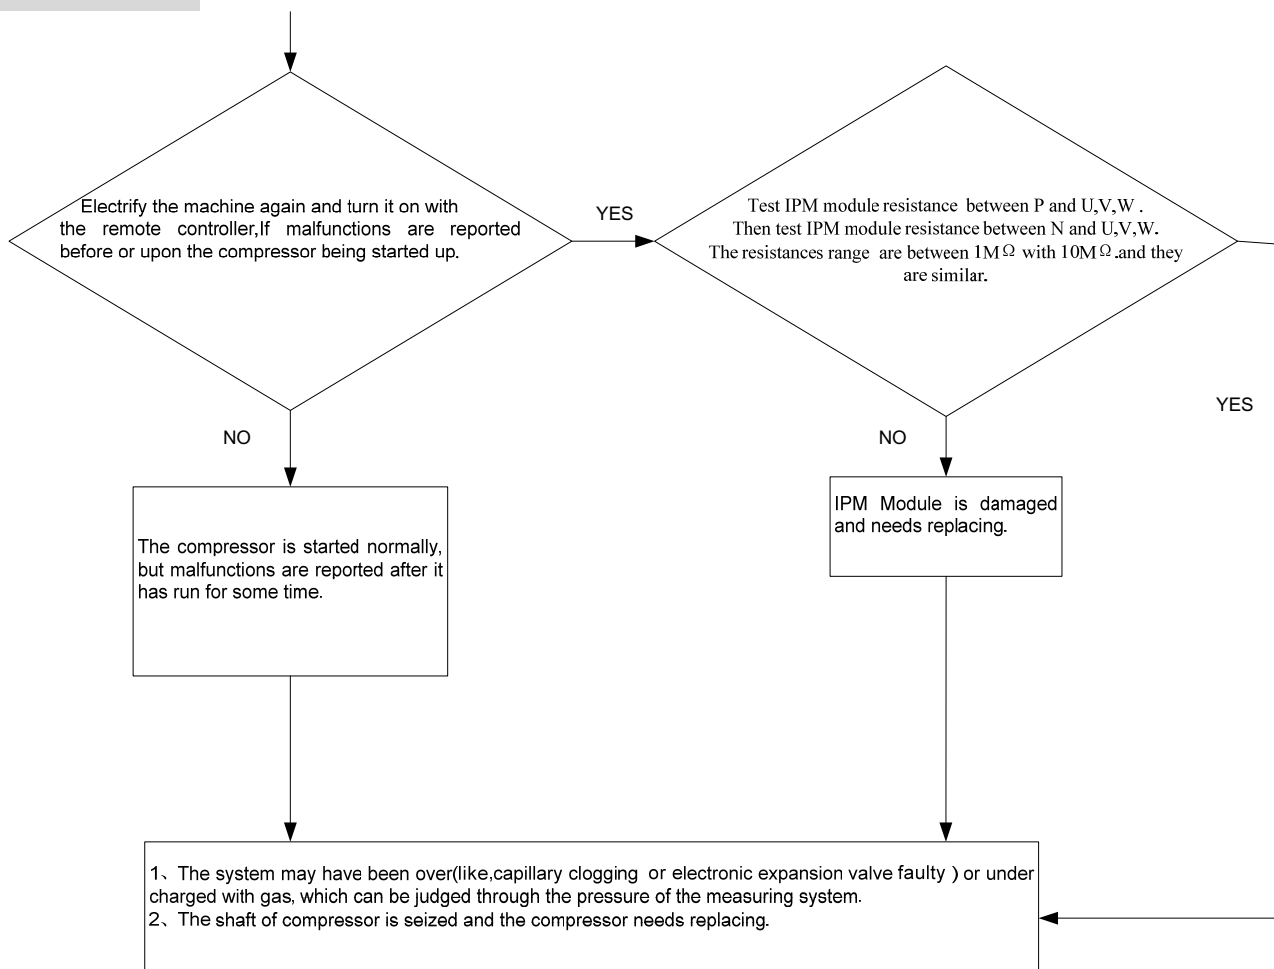 Electrify the machine again and turn it on with
the remote controller,If malfunctions are reported
before or upon the compressor being started up.
YES
Test IPM module resistance between P and U,V,W .
Then test IPM module resistance between N and U,V,W.
The resistances range are between 1MΩ with 10MΩ.and they
are similar.
YES
NO
NO
The compressor is started normally,
but malfunctions are reported after it
has run for some time.
IPM Module is damaged
and needs replacing.
1、The system may have been over(like,capillary clogging or electronic expansion valve faulty ) or under
charged with gas, which can be judged through the pressure of the measuring system.
2、The shaft of compressor is seized and the compressor needs replacing.